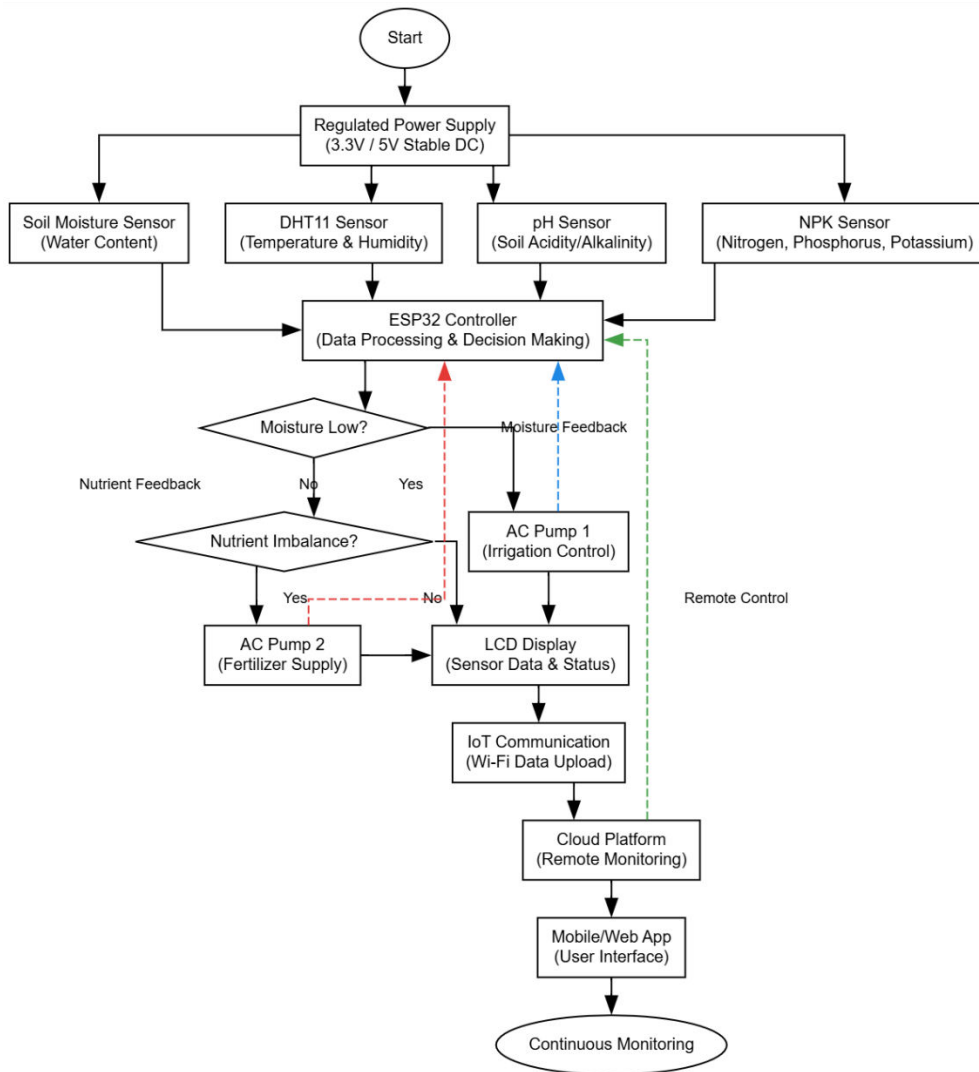 Start
Regulated Power Supply
(3.3V / 5V Stable DC)
Soil Moisture Sensor
(Water Content)
DHT11 Sensor
(Temperature & Humidity)
pH Sensor
(Soil Acidity/Alkalinity)
NPK Sensor
(Nitrogen, Phosphorus, Potassium)
ESP32 Controller
(Data Processing & Decision Making)
Moisture Low?
Moisture Feedback
Nutrient Feedback
No
Yes
Nutrient Imbalance?
AC Pump 1
(Irrigation Control)
Yes
No
Remote Control
AC Pump 2
(Fertilizer Supply)
LCD Display
(Sensor Data & Status)
IoT Communication
(Wi-Fi Data Upload)
Cloud Platform
(Remote Monitoring)
Mobile/Web App
(User Interface)
Continuous Monitoring